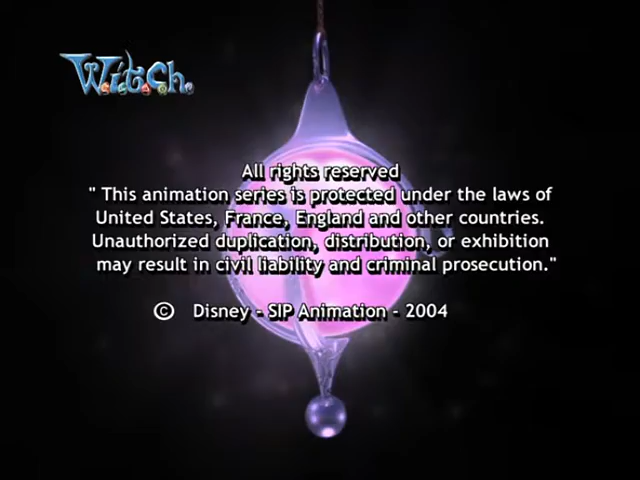 W.i.t.c.h.
All rights reserved
" This animation series is protected under the laws of
United States, France, England and other countries.
Unauthorized duplication, distribution, or exhibition
may result in civil liability and criminal prosecution."
© Disney - SIP Animation - 2004